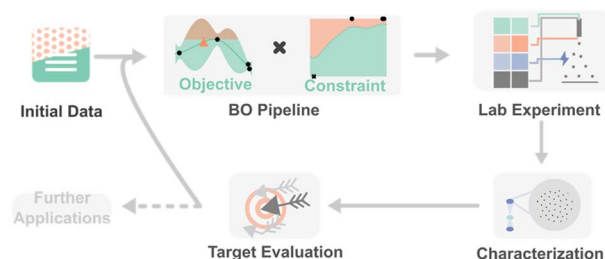 Objective
Constraint
Initial Data
BO Pipeline
Lab Experiment
Further
Applications
Target Evaluation
Characterization